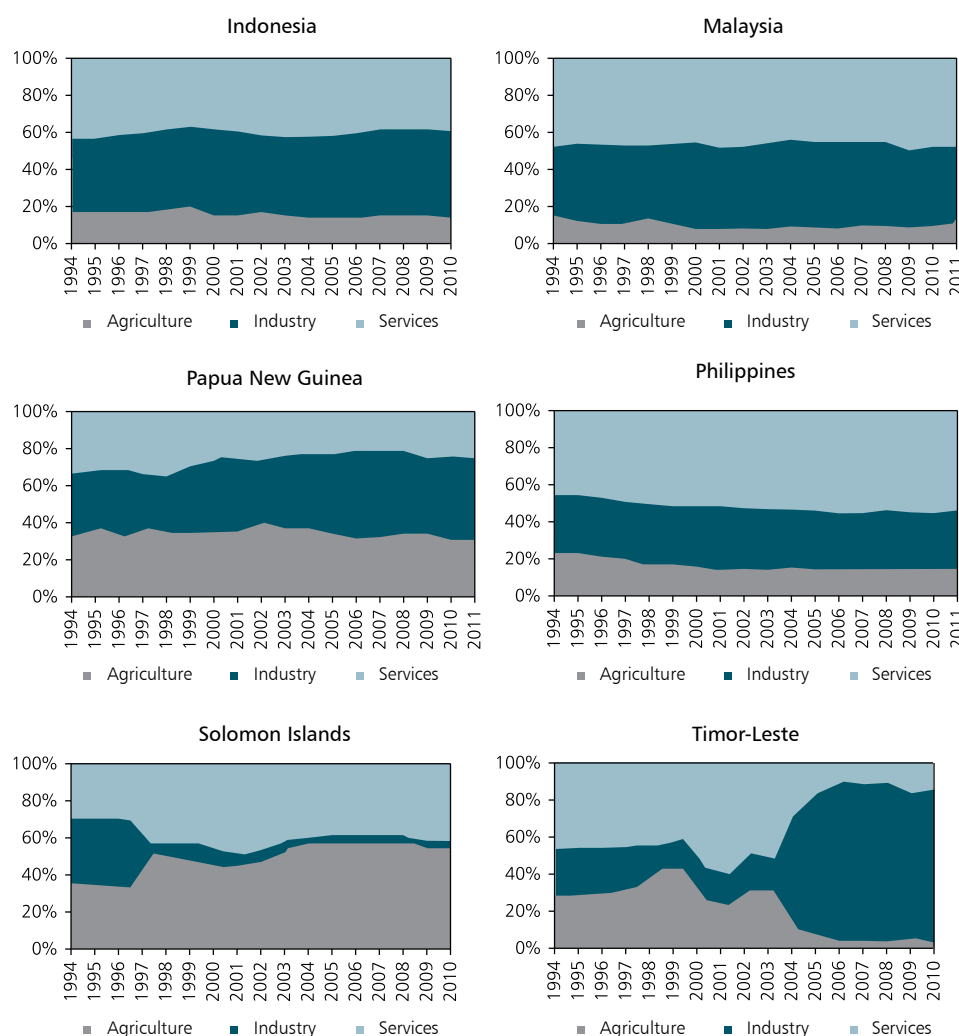 Indonesia
100%
80%
60%
40%
20%
0%
1994 1995 1996 1997 1998 1999 2000 2001 2002 2003 2004 2005 2006 2007 2008 2009 2010
Agriculture Industry Services
Malaysia
100%
80%
60%
40%
20%
0%
1994 1995 1996 1997 1998 1999 2000 2001 2002 2003 2004 2005 2006 2007 2008 2009 2010 2011
Agriculture Industry Services
Papua New Guinea
100%
80%
60%
40%
20%
0%
1994 1995 1996 1997 1998 1999 2000 2001 2002 2003 2004 2005 2006 2007 2008 2009 2010 2011
Agriculture Industry Services
Philippines
100%
80%
60%
40%
20%
0%
1994 1995 1996 1997 1998 1999 2000 2001 2002 2003 2004 2005 2006 2007 2008 2009 2010 2011
Agriculture Industry Services
Solomon Islands
100%
80%
60%
40%
20%
0%
1994 1995 1996 1997 1998 1999 2000 2001 2002 2003 2004 2005 2006 2007 2008 2009 2010
Agriculture Industry Services
Timor-Leste
100%
80%
60%
40%
20%
0%
1994 1995 1996 1997 1998 1999 2000 2001 2002 2003 2004 2005 2006 2007 2008 2009 2010
Agriculture Industry Services